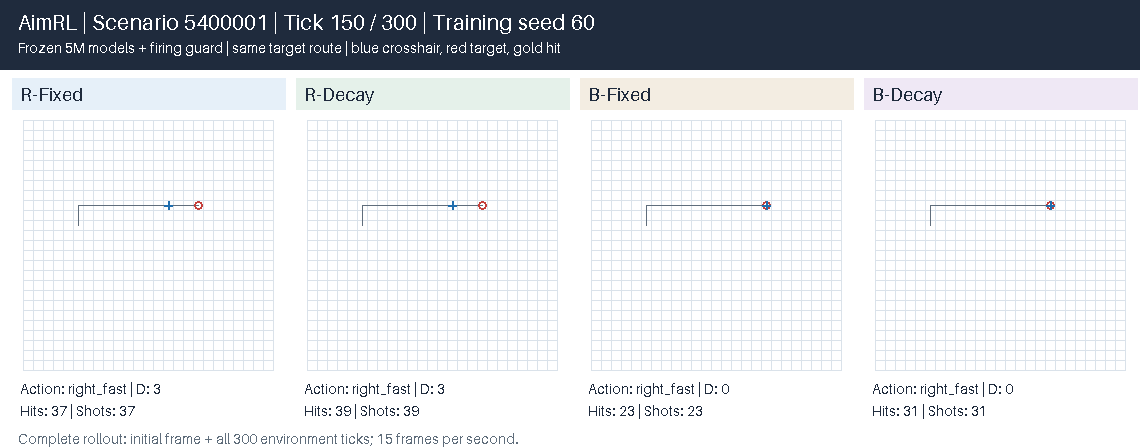 AimRL | Scenario 5400001 | Tick 150 / 300 | Training seed 60
Frozen 5M models + firing guard | same target route | blue crosshair, red target, gold hit
R-Fixed
Action: right_fast | D: 3
Hits: 37 | Shots: 37
R-Decay
Action: right_fast | D: 3
Hits: 39 | Shots: 39
B-Fixed
Action: right_fast | D: 0
Hits: 23 | Shots: 23
B-Decay
Action: right_fast | D: 0
Hits: 31 | Shots: 31
Complete rollout: initial frame + all 300 environment ticks; 15 frames per second.